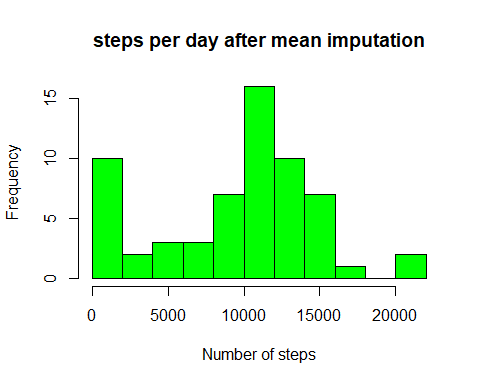 steps per day after mean imputation
Frequency
15
10
5
0
0 5000 10000 15000 20000
Number of steps